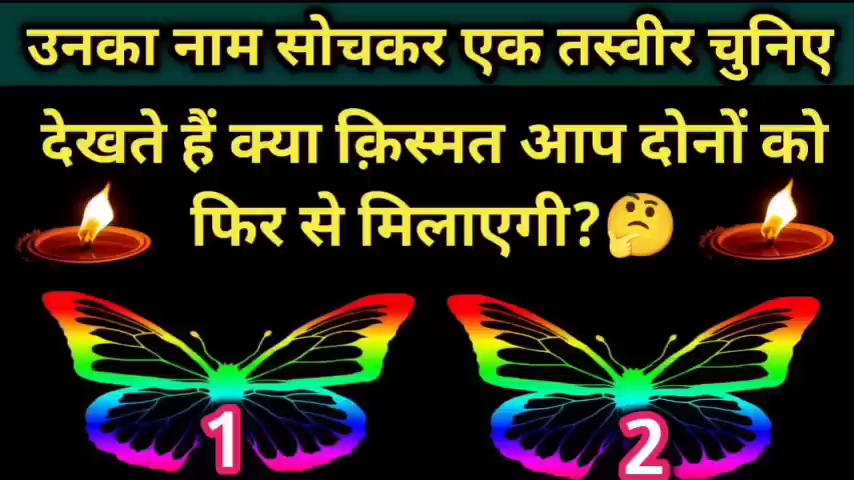 उनका नाम सोचकर एक तस्वीर चुनिए
देखते हैं क्या क़िस्मत आप दोनों को
फिर से मिलाएगी?🤔
1
2